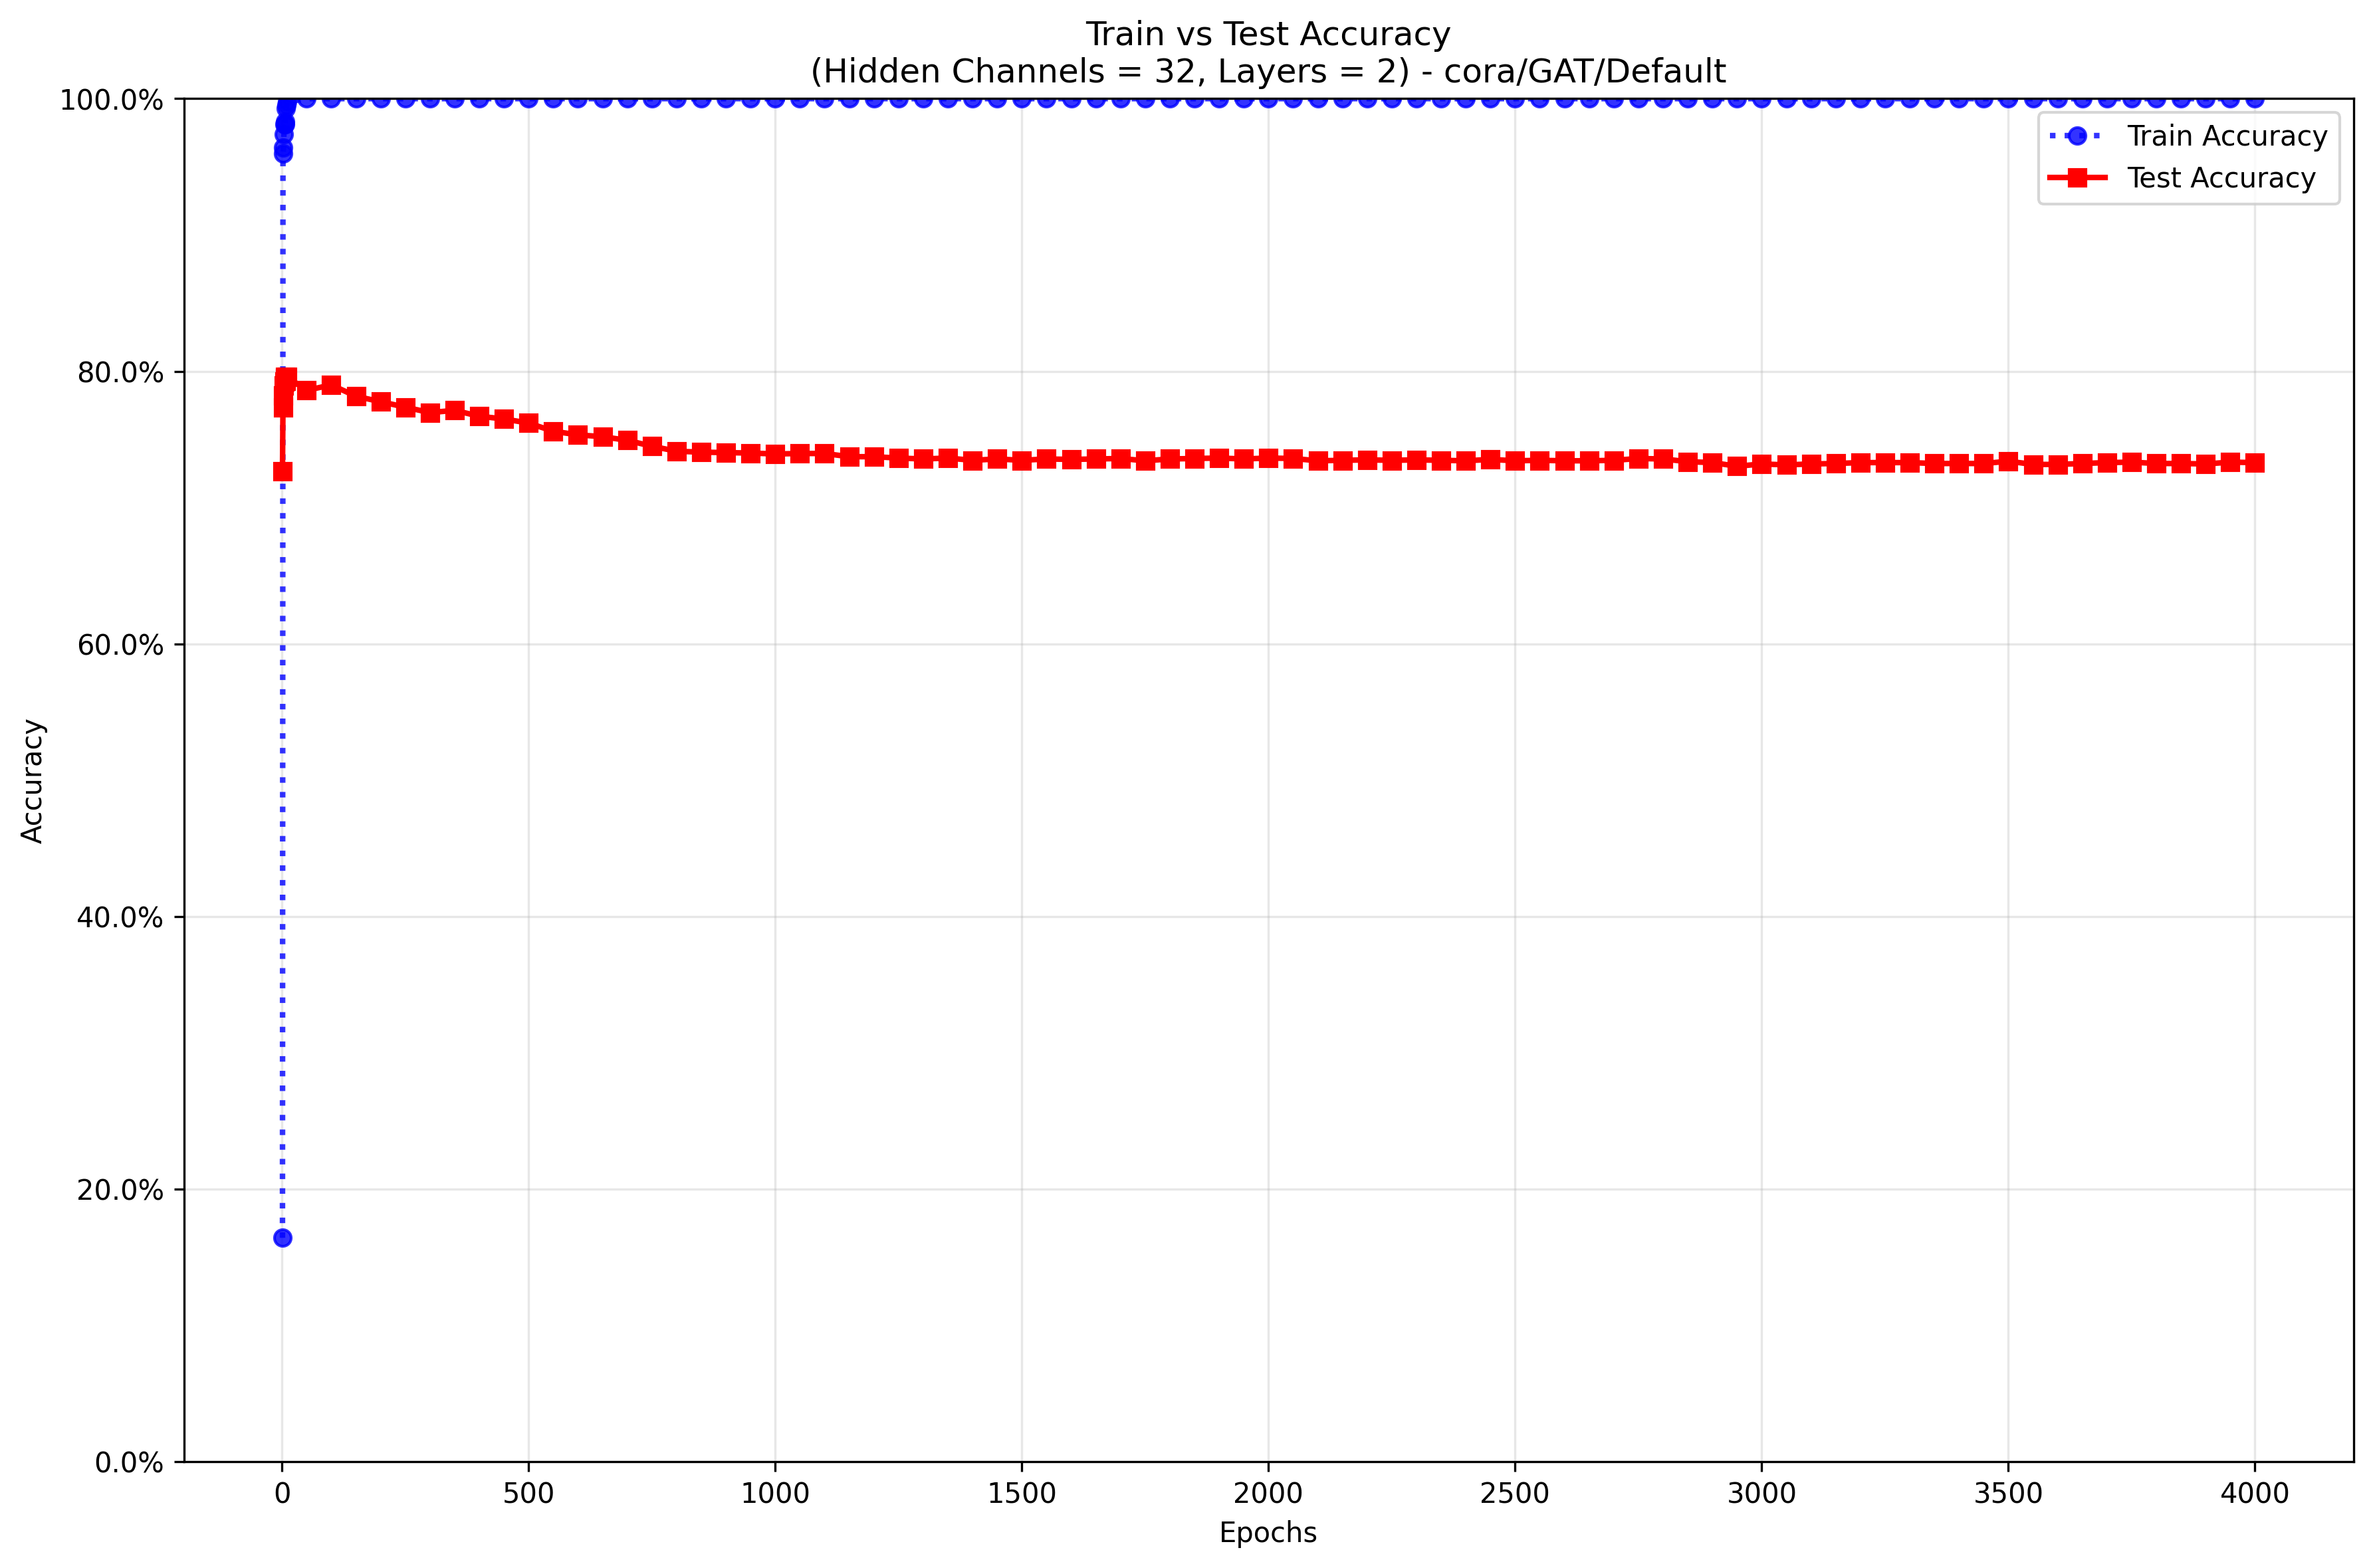 Train vs Test Accuracy
(Hidden Channels = 32, Layers = 2) - cora/GAT/Default
100.0%
80.0%
60.0%
40.0%
20.0%
0.0%
Accuracy
Train Accuracy
Test Accuracy
0 500 1000 1500 2000 2500 3000 3500 4000
Epochs